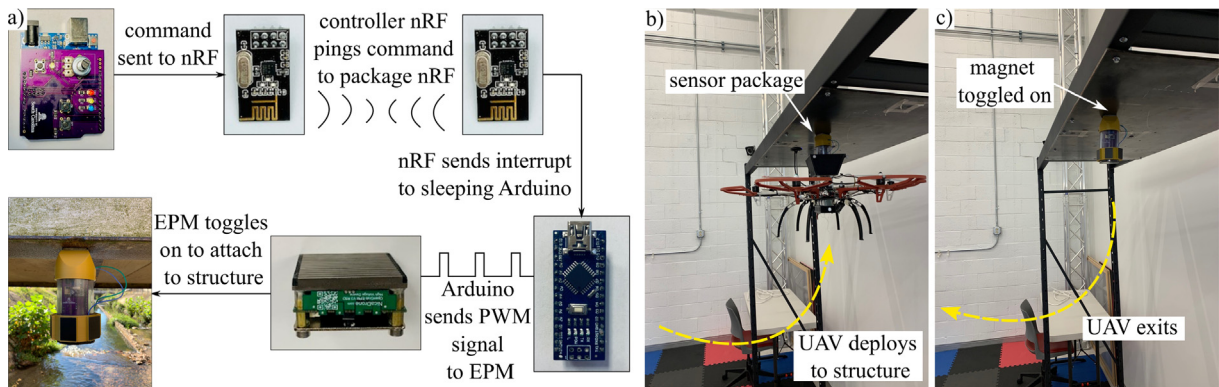 a)
command
sent to nRF
controller nRF
pings command
to package nRF
nRF sends interrupt
to sleeping Arduino
EPM toggles
on to attach
to structure
Arduino
sends PWM
signal
to EPM
b)
sensor package
UAV deploys
to structure
c)
magnet
toggled on
UAV exits